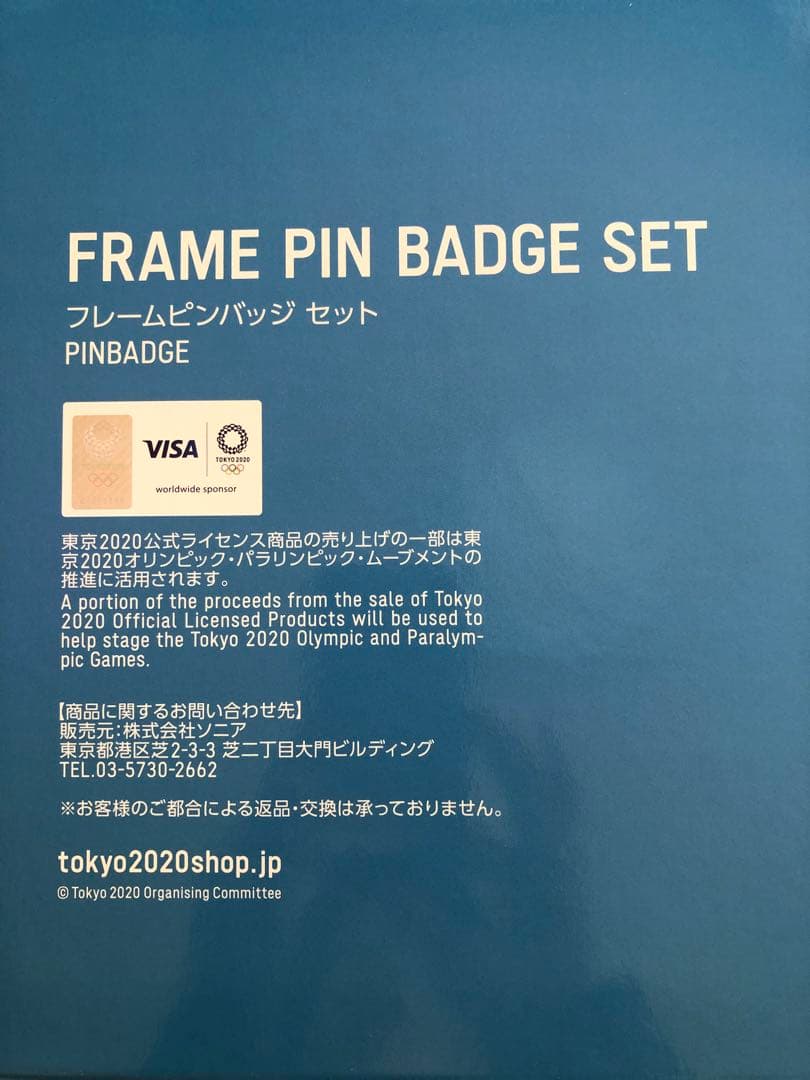 FRAME PIN BADGE SET
フレームピンバッジ セット
PINBADGE
VISA
TOKYO 2020
worldwide sponsor
東京2020公式ライセンス商品の売り上げの一部は東
京2020オリンピック・パラリンピック・ムーブメントの
推進に活用されます。
A portion of the proceeds from the sale of Tokyo
2020 Official Licensed Products will be used to
help stage the Tokyo 2020 Olympic and Paralym-
pic Games.
【商品に関するお問い合わせ先】
販売元：株式会社ソニア
東京都港区芝2-3-3 芝二丁目大門ビルディング
TEL.03-5730-2662
※お客様のご都合による返品・交換は承っておりません。
tokyo2020shop.jp
© Tokyo 2020 Organising Committee